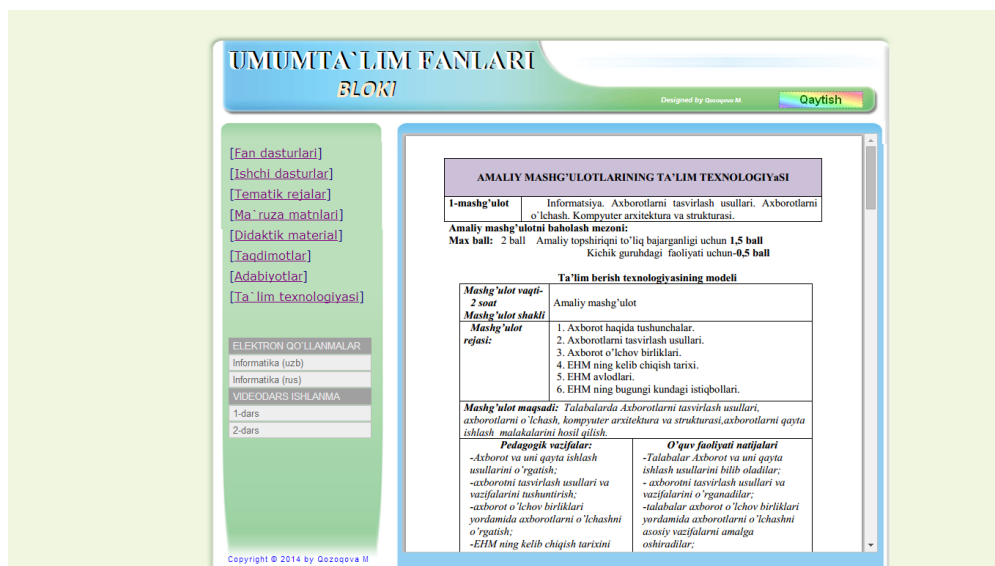 UMUMTA`LIM FANLARI
BLOKI
Designed by Qozoqova M.
Qaytish
[Fan dasturlari]
[Ishchi dasturlar]
[Tematik rejalar]
[Ma`ruza matnlari]
[Didaktik material]
[Taqdimotlar]
[Adabiyotlar]
[Ta`lim texnologiyasi]
ELEKTRON QO'LLANMALAR
Informatika (uzb)
Informatika (rus)
VIDEODARS ISHLANMA
1-dars
2-dars
Copyright © 2014 by Qozoqova M
AMALIY MASHG'ULOTLARINING TA'LIM TEXNOLOGIYaSI
1-mashg'ulot
Informatsiya. Axborotlarni tasvirlash usullari. Axborotlarni
o`lchash. Kompyuter arxitektura va strukturasi.
Amaliy mashg'ulotni baholash mezoni:
Max ball: 2 ball Amaliy topshiriqni to'liq bajarganligi uchun 1,5 ball
Kichik guruhdagi faoliyati uchun-0,5 ball
Ta'lim berish texnologiyasining modeli
Mashg'ulot vaqti-
2 soat
Mashg'ulot shakli
Amaliy mashg'ulot
Mashg'ulot
rejasi:
1. Axborot haqida tushunchalar.
2. Axborotlarni tasvirlash usullari.
3. Axborot o'lchov birliklari.
4. EHM ning kelib chiqish tarixi.
5. EHM avlodlari.
6. EHM ning bugungi kundagi istiqbollari.
Mashg'ulot maqsadi: Talabalarda Axborotlarni tasvirlash usullari,
axborotlarni o`lchash, kompyuter arxitektura va strukturasi,axborotlarni qayta
ishlash malakalarini hosil qilish.
Pedagogik vazifalar:
-Axborot va uni qayta ishlash
usullarini o'rgatish;
-axborotni tasvirlash usullari va
vazifalarini tushuntirish;
-axborot o'lchov birliklari
yordamida axborotlarni o'lchashni
o'rgatish;
-EHM ning kelib chiqish tarixini
O'quv faoliyati natijalari
-Talabalar Axborot va uni qayta
ishlash usullarini bilib oladilar;
- axborotni tasvirlash usullari va
vazifalarini o'rganadilar;
-talabalar axborot o'lchov birliklari
yordamida axborotlarni o'lchashni
asosiy vazifalarni amalga
oshiradilar;